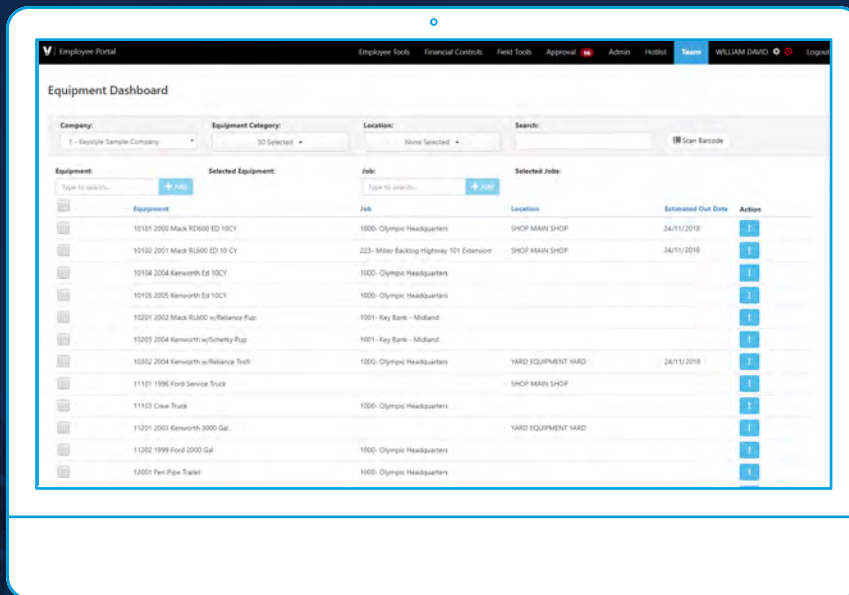 V Employee Portal Employee Tools Financial Controls Field Tools Approval Admin Hotlist Team WILLIAM DAVID Logout
Equipment Dashboard
Company: Equipment Category: Location: Search:
1 - Keystyle Sample Company 50 Selected None Selected Scan Barcode
Equipment: Selected Equipment: Job: Selected Jobs:
Type to search... + Add Type to search... + Add
Equipment Job Location Estimated Out Date Action
10101 2000 Mack RD600 ED 10CY 1000- Olympic Headquarters SHOP MAIN SHOP 24/11/2018
10102 2001 Mack RL600 ED 10 CY 223- Miller Backlog Highway 101 Extension SHOP MAIN SHOP 24/11/2018
10104 2004 Kenworth Ed 10CY 1000- Olympic Headquarters
10105 2005 Kenworth Ed 10CY 1000- Olympic Headquarters
10201 2002 Mack RL600 w/Reliance Pup 1001- Key Bank - Midland
10203 2004 Kenworth w/Schetky Pup 1001- Key Bank - Midland
10302 2004 Kenworth w/Reliance Trsfr 1000- Olympic Headquarters YARD EQUIPMENT YARD 24/11/2018
11101 1996 Ford Service Truck SHOP MAIN SHOP
11103 Crew Truck 1000- Olympic Headquarters
11201 2003 Kenworth 3000 Gal YARD EQUIPMENT YARD
11202 1999 Ford 2000 Gal 1000- Olympic Headquarters
12001 Peri Pipe Trailer 1000- Olympic Headquarters